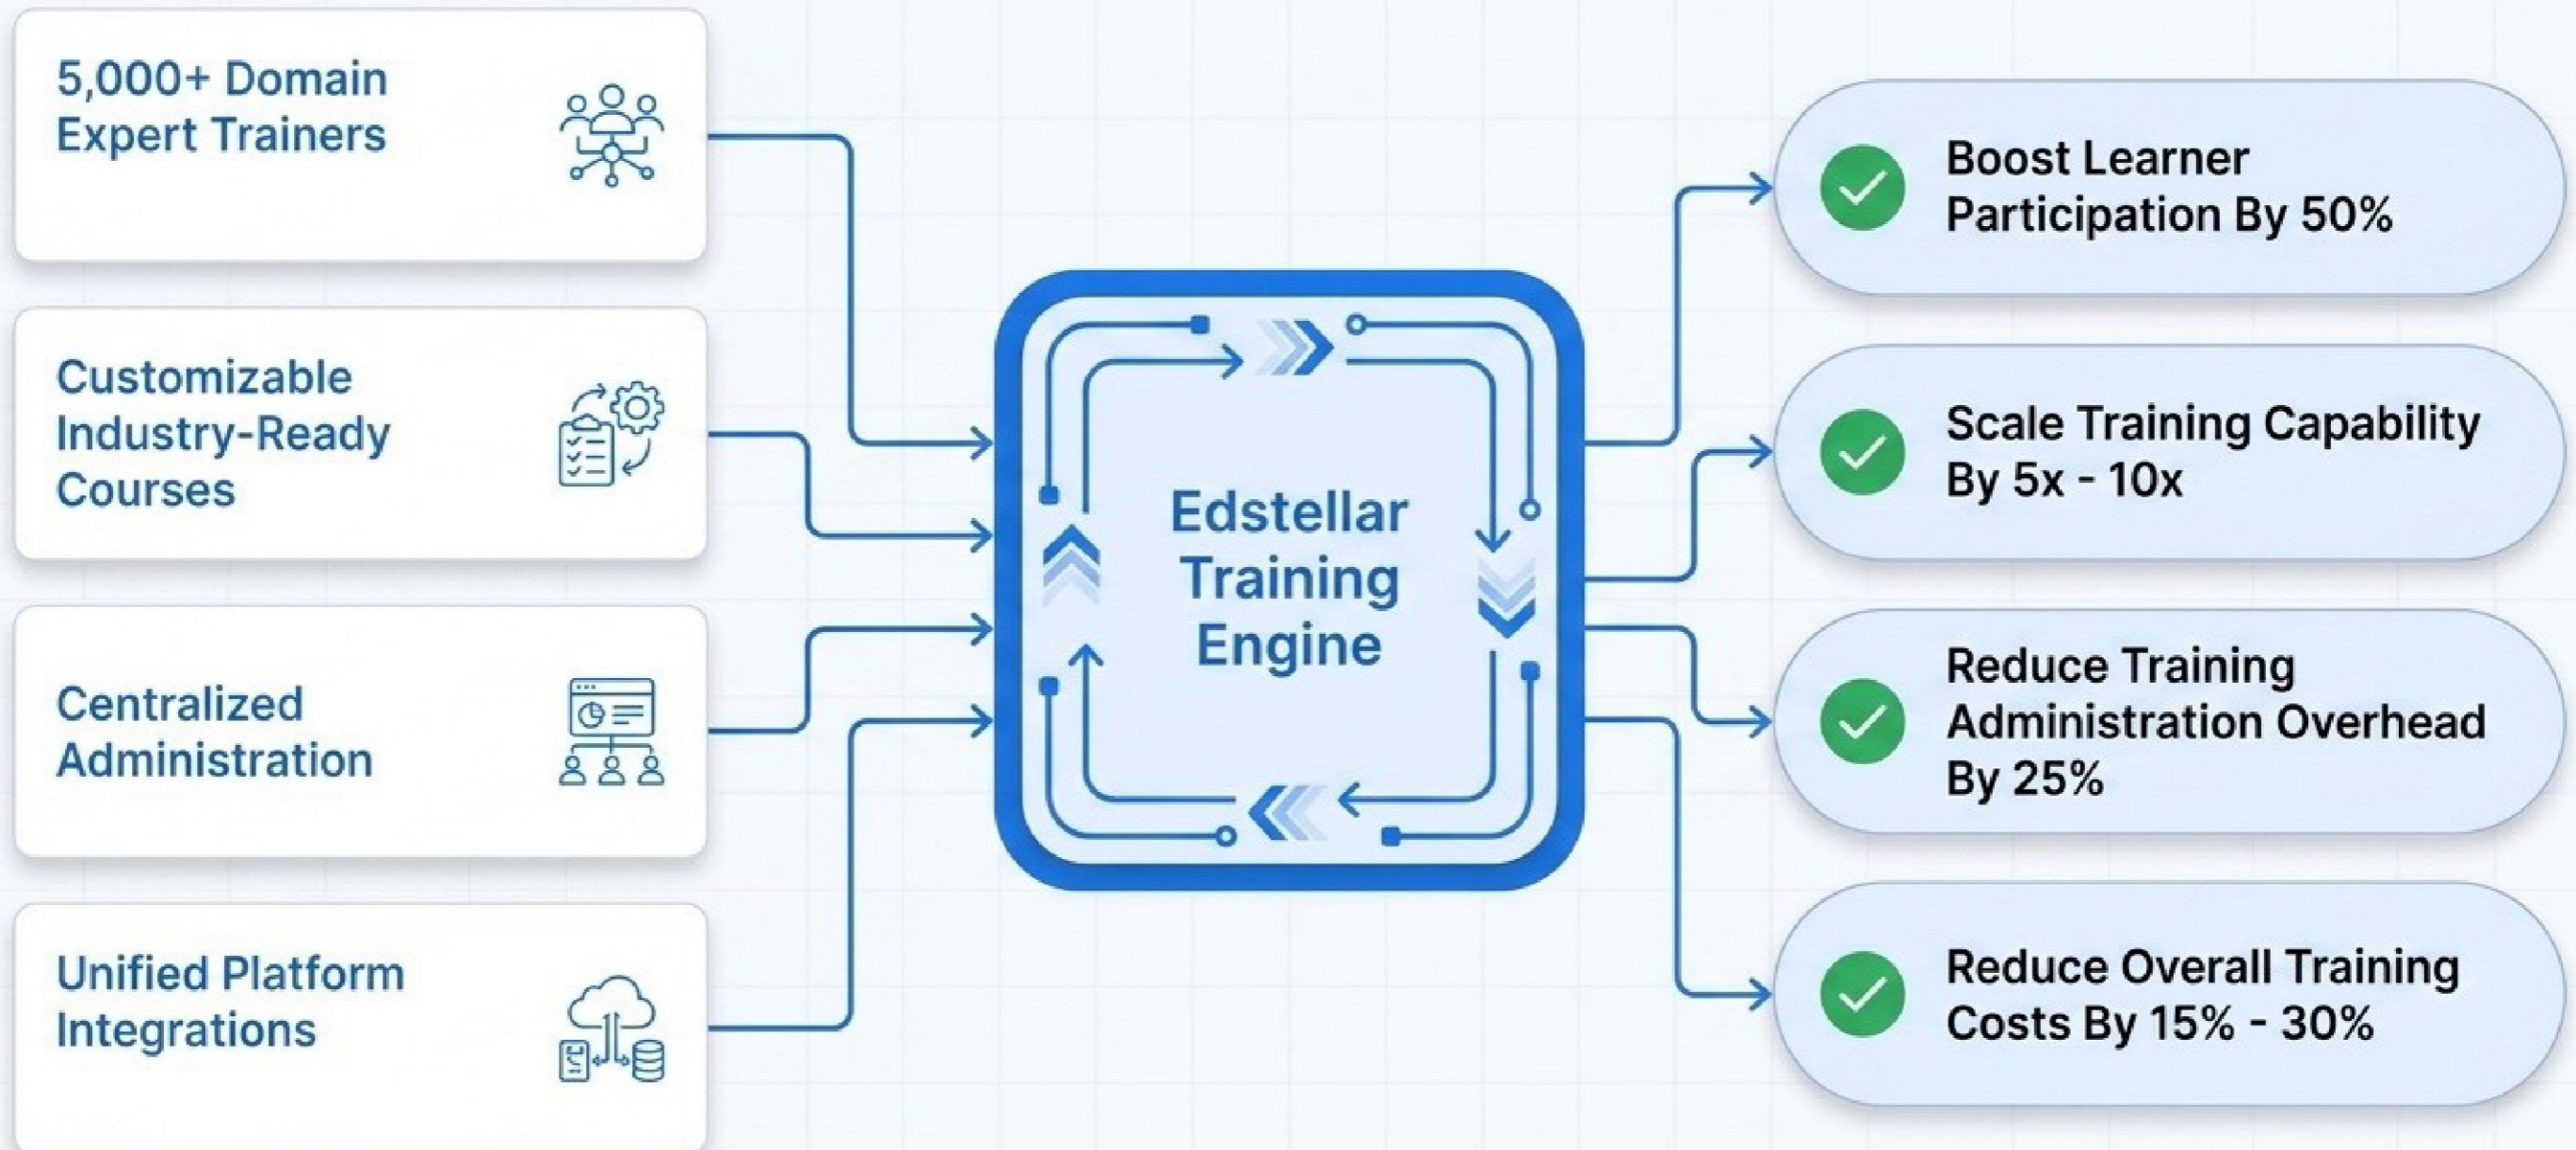 5,000+ Domain
Expert Trainers
Customizable
Industry-Ready
Courses
Centralized
Administration
Unified Platform
Integrations
Edstellar
Training
Engine
Boost Learner
Participation By 50%
Scale Training Capability
By 5x - 10x
Reduce Training
Administration Overhead
By 25%
Reduce Overall Training
Costs By 15% - 30%